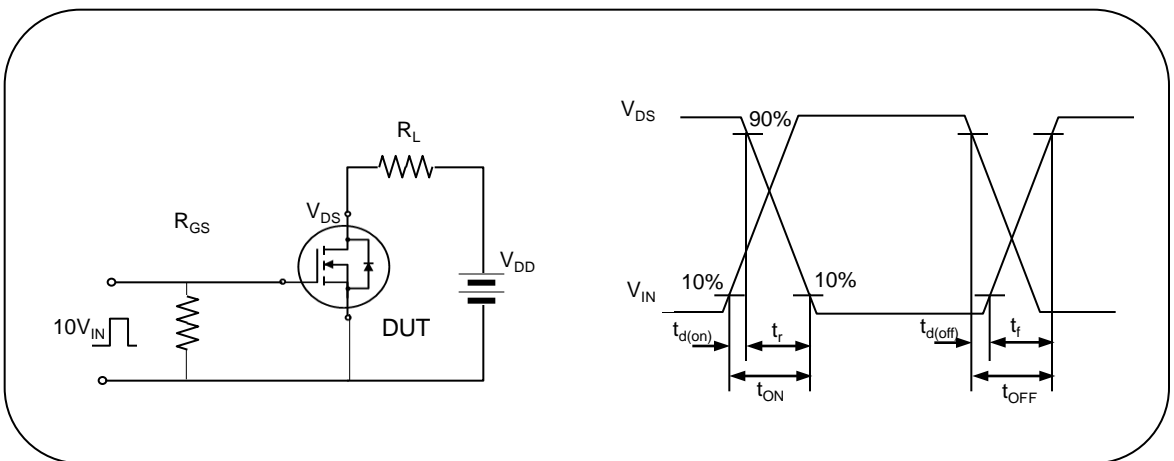 R_L
V_DS
R_GS
V_DD
10V_IN
DUT
V_DS
90%
10%
10%
V_IN
t_d(on)
t_r
t_d(off)
t_f
t_ON
t_OFF